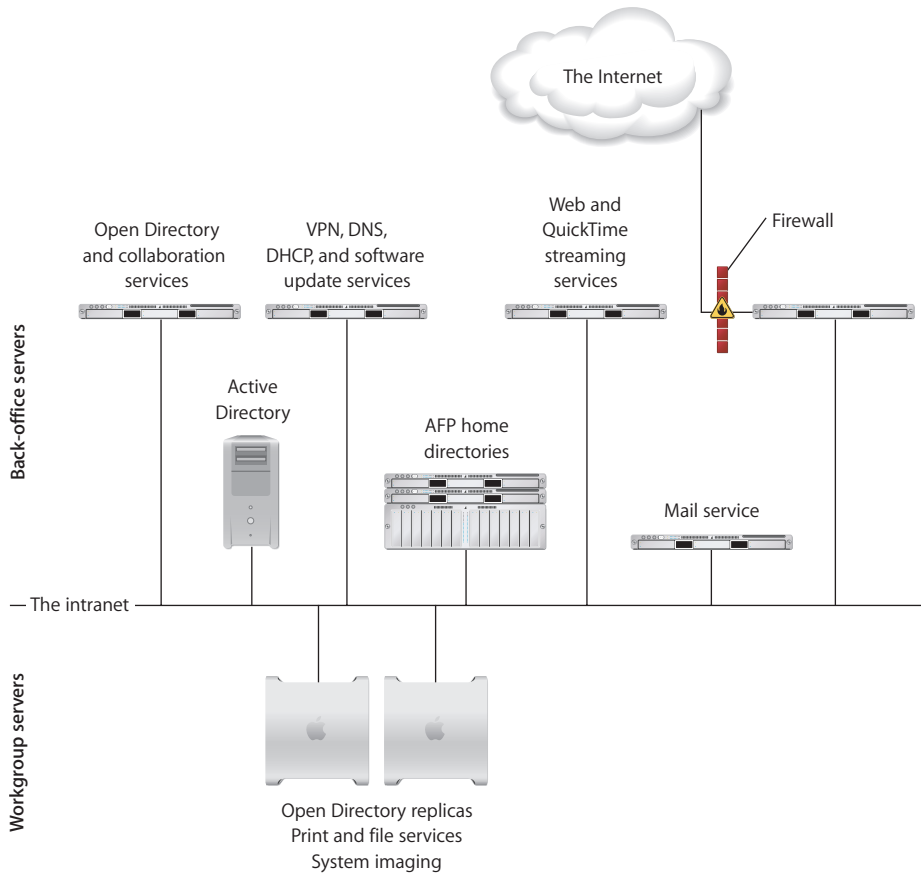 The Internet
Open Directory
and collaboration
services
VPN, DNS,
DHCP, and software
update services
Web and
QuickTime
streaming
services
Firewall
Back-office servers
Active
Directory
AFP home
directories
Mail service
The intranet
Workgroup servers
Open Directory replicas
Print and file services
System imaging